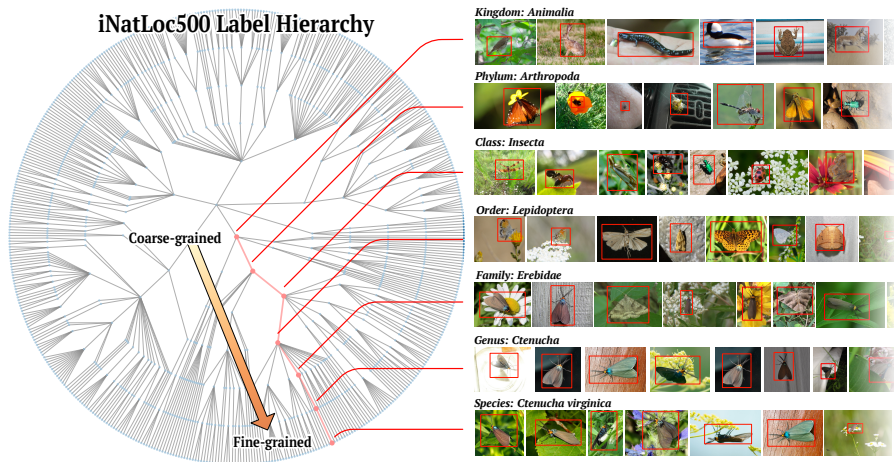 iNatLoc500 Label Hierarchy
Coarse-grained
Fine-grained
Kingdom: Animalia
Phylum: Arthropoda
Class: Insecta
Order: Lepidoptera
Family: Erebidae
Genus: Ctenucha
Species: Ctenucha virginica